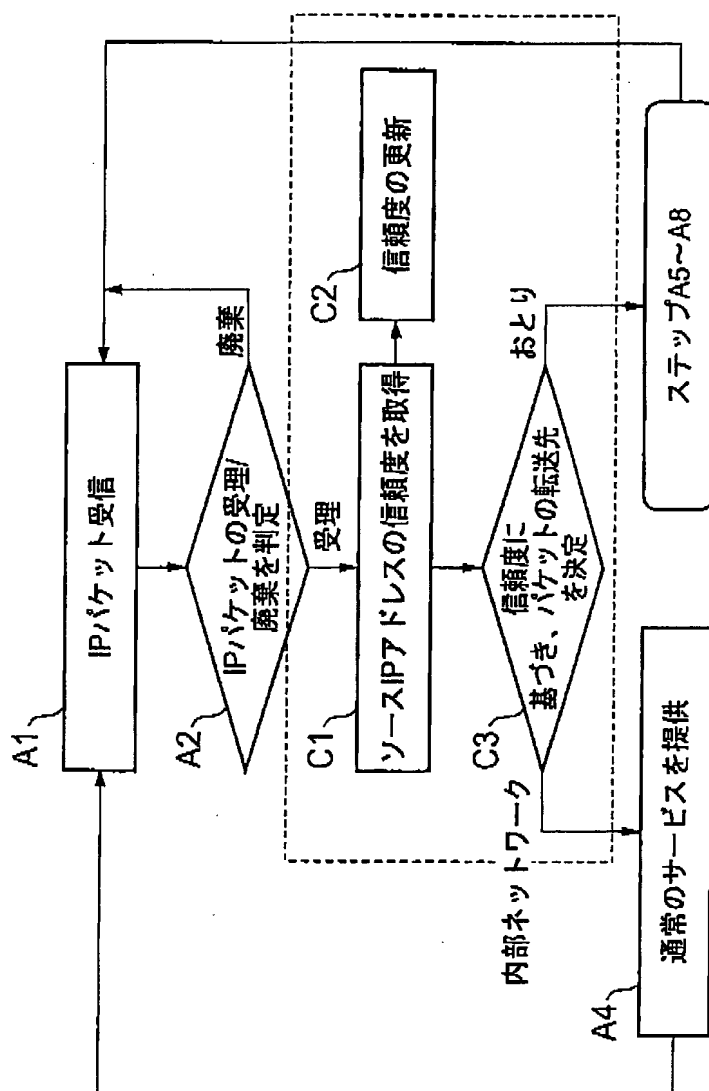 A1
IPパケット受信
A2
IPパケットの受理/
廃棄を判定
廃棄
受理
C1
ソースIPアドレスの信頼度を取得
C2
信頼度の更新
C3
信頼度に
基づき、パケットの転送先
を決定
内部ネットワーク
おとり
A4
通常のサービスを提供
ステップA5～A8